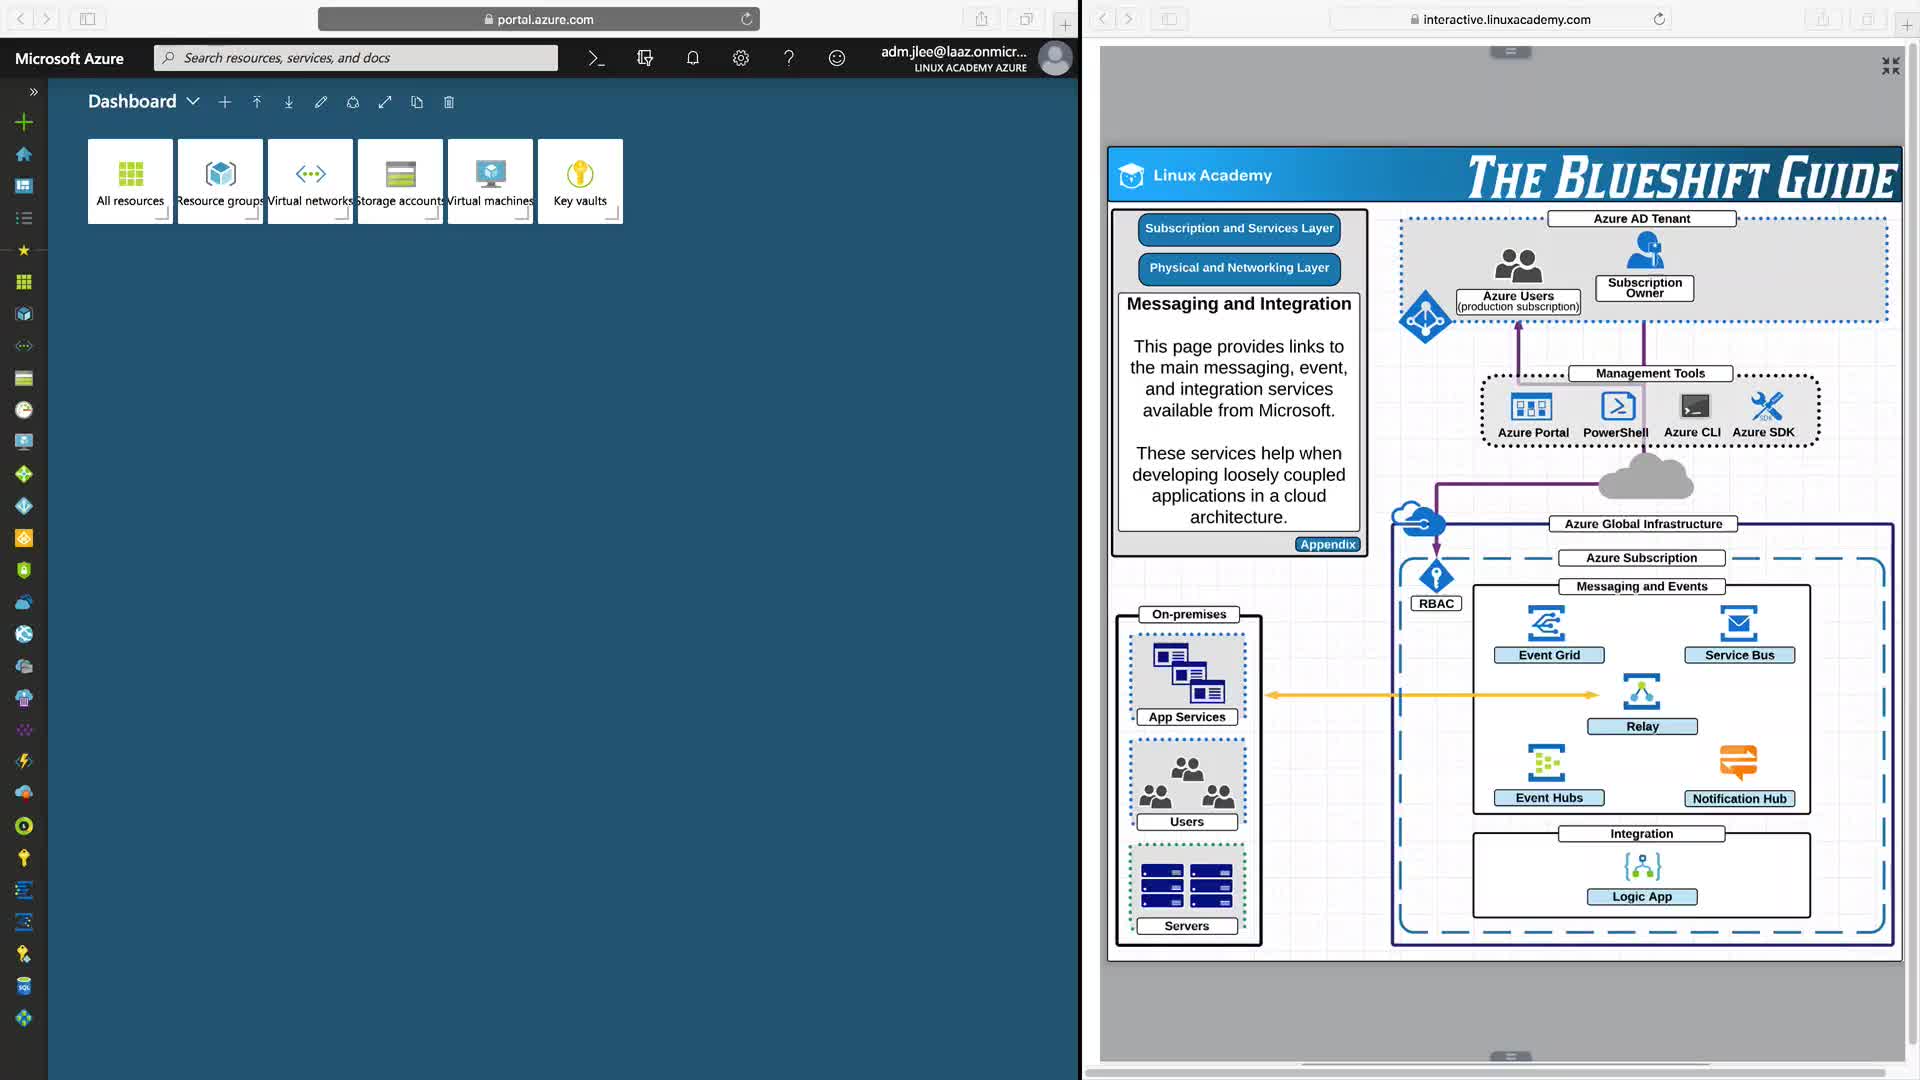 portal.azure.com
Microsoft Azure
Search resources, services, and docs
adm.jlee@laaz.onmicr...
LINUX ACADEMY AZURE
Dashboard
All resources
Resource groups
Virtual networks
Storage accounts
Virtual machines
Key vaults
SQL
interactive.linuxacademy.com
Linux Academy
THE BLUESHIFT GUIDE
Subscription and Services Layer
Physical and Networking Layer
Messaging and Integration
This page provides links to
the main messaging, event,
and integration services
available from Microsoft.
These services help when
developing loosely coupled
applications in a cloud
architecture.
Appendix
Azure AD Tenant
Azure Users
(production subscription)
Subscription
Owner
Management Tools
SDK
Azure Portal
PowerShell
Azure CLI
Azure SDK
Azure Global Infrastructure
Azure Subscription
RBAC
Messaging and Events
Event Grid
Service Bus
Relay
Event Hubs
Notification Hub
Integration
Logic App
On-premises
App Services
Users
Servers